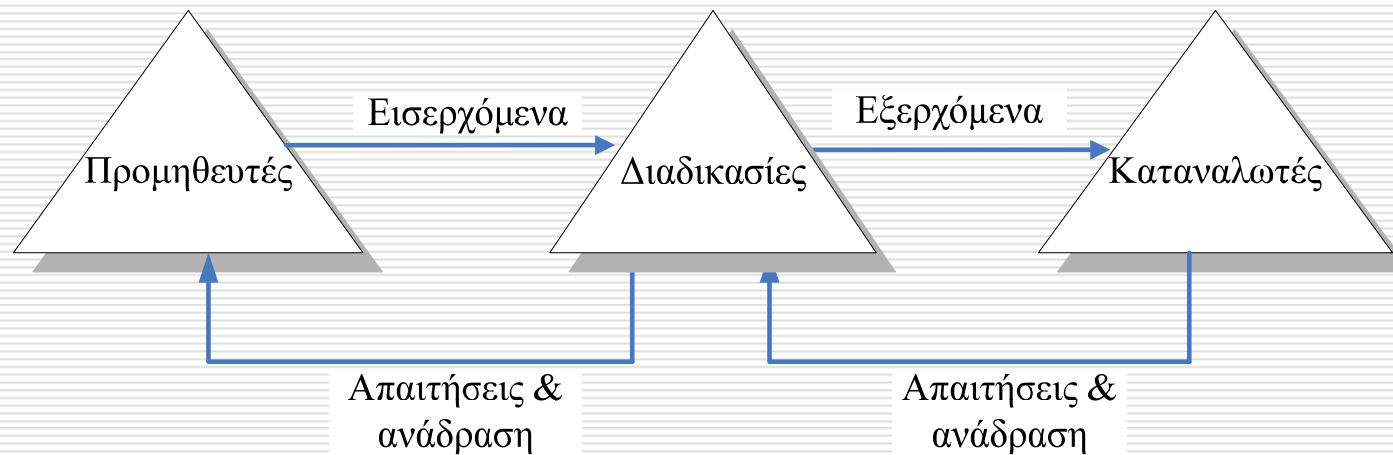 Εισερχόμενα
Εξερχόμενα
Προμηθευτές
Διαδικασίες
Καταναλωτές
Απαιτήσεις &
ανάδραση
Απαιτήσεις &
ανάδραση